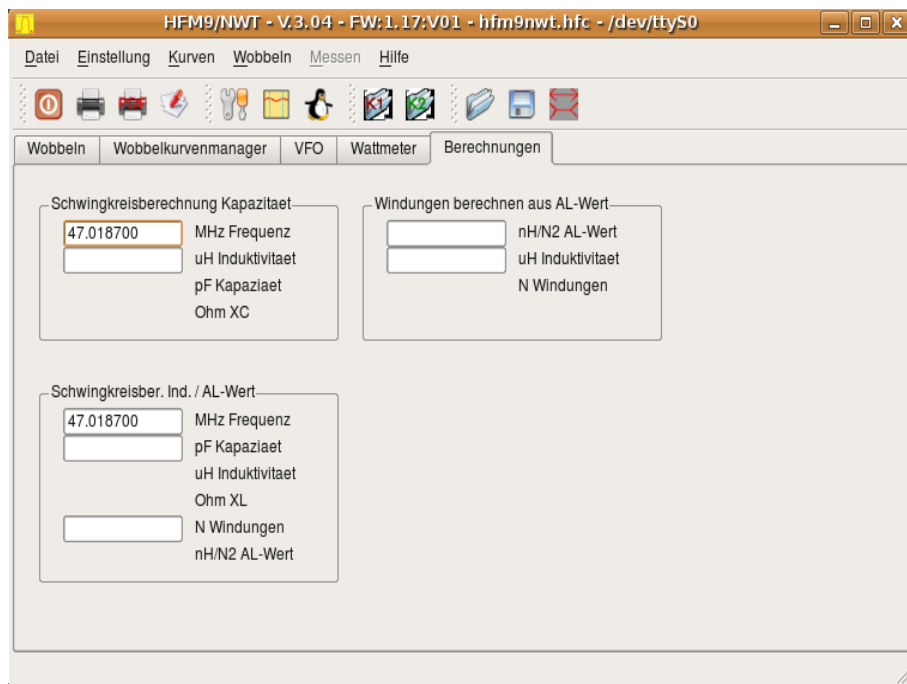 HFM9/NWT - V.3.04 - FW:1.17:V01 - hfm9nwt.hfc - /dev/ttyS0
Datei Einstellung Kurven Wobbeln Messen Hilfe
PDF K1 K2
Wobbeln Wobbelkurvenmanager VFO Wattmeter Berechnungen
Schwingkreisberechnung Kapazitaet
47.018700 MHz Frequenz
uH Induktivitaet
pF Kapaziaet
Ohm XC
Windungen berechnen aus AL-Wert
nH/N2 AL-Wert
uH Induktivitaet
N Windungen
Schwingkreisber. Ind. / AL-Wert
47.018700 MHz Frequenz
pF Kapaziaet
uH Induktivitaet
Ohm XL
N Windungen
nH/N2 AL-Wert